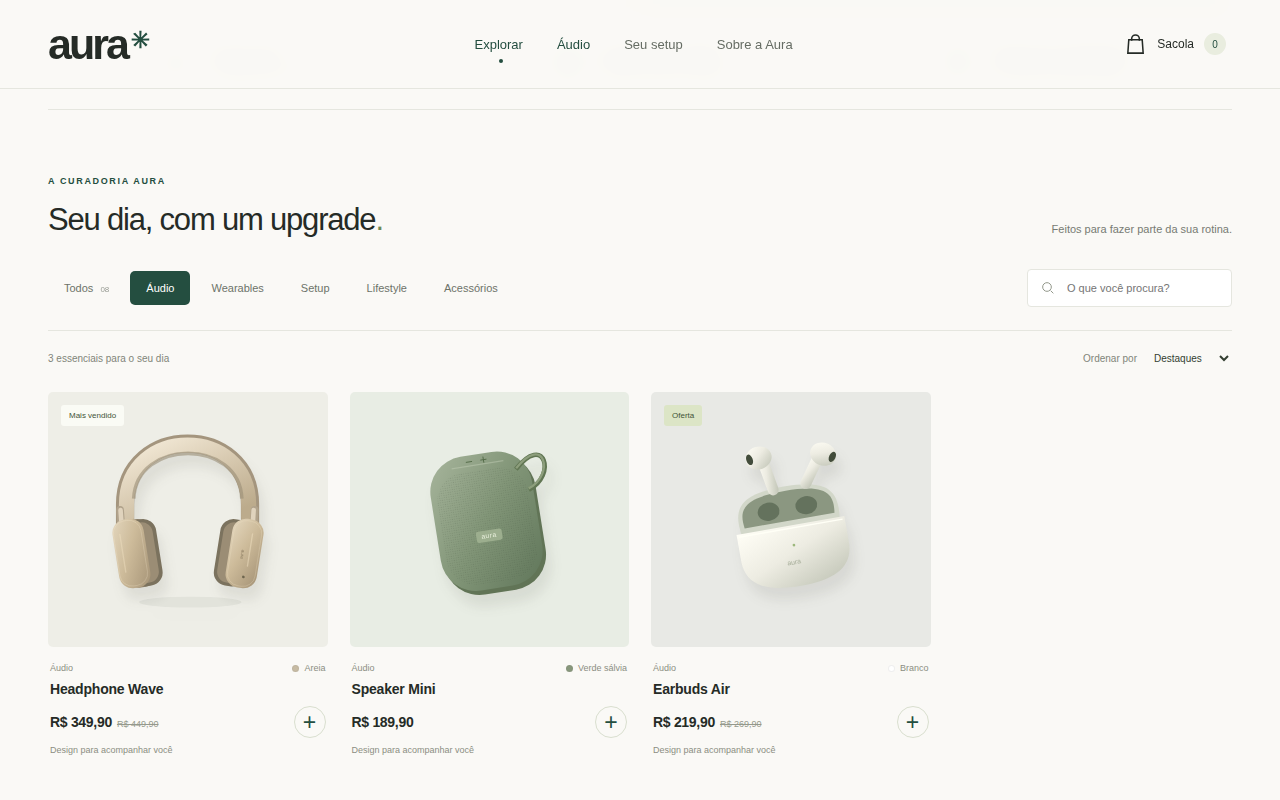 aura
Explorar Áudio Seu setup Sobre a Aura
Sacola 0
A CURADORIA AURA
Seu dia, com um upgrade.
Feitos para fazer parte da sua rotina.
Todos 08 Áudio Wearables Setup Lifestyle Acessórios
O que você procura?
3 essenciais para o seu dia
Ordenar por Destaques
Mais vendido
aura
Oferta
aura
Áudio Areia
Headphone Wave
R$ 349,90 R$ 449,90
Design para acompanhar você
Áudio Verde sálvia
Speaker Mini
R$ 189,90
Design para acompanhar você
Áudio Branco
Earbuds Air
R$ 219,90 R$ 269,90
Design para acompanhar você